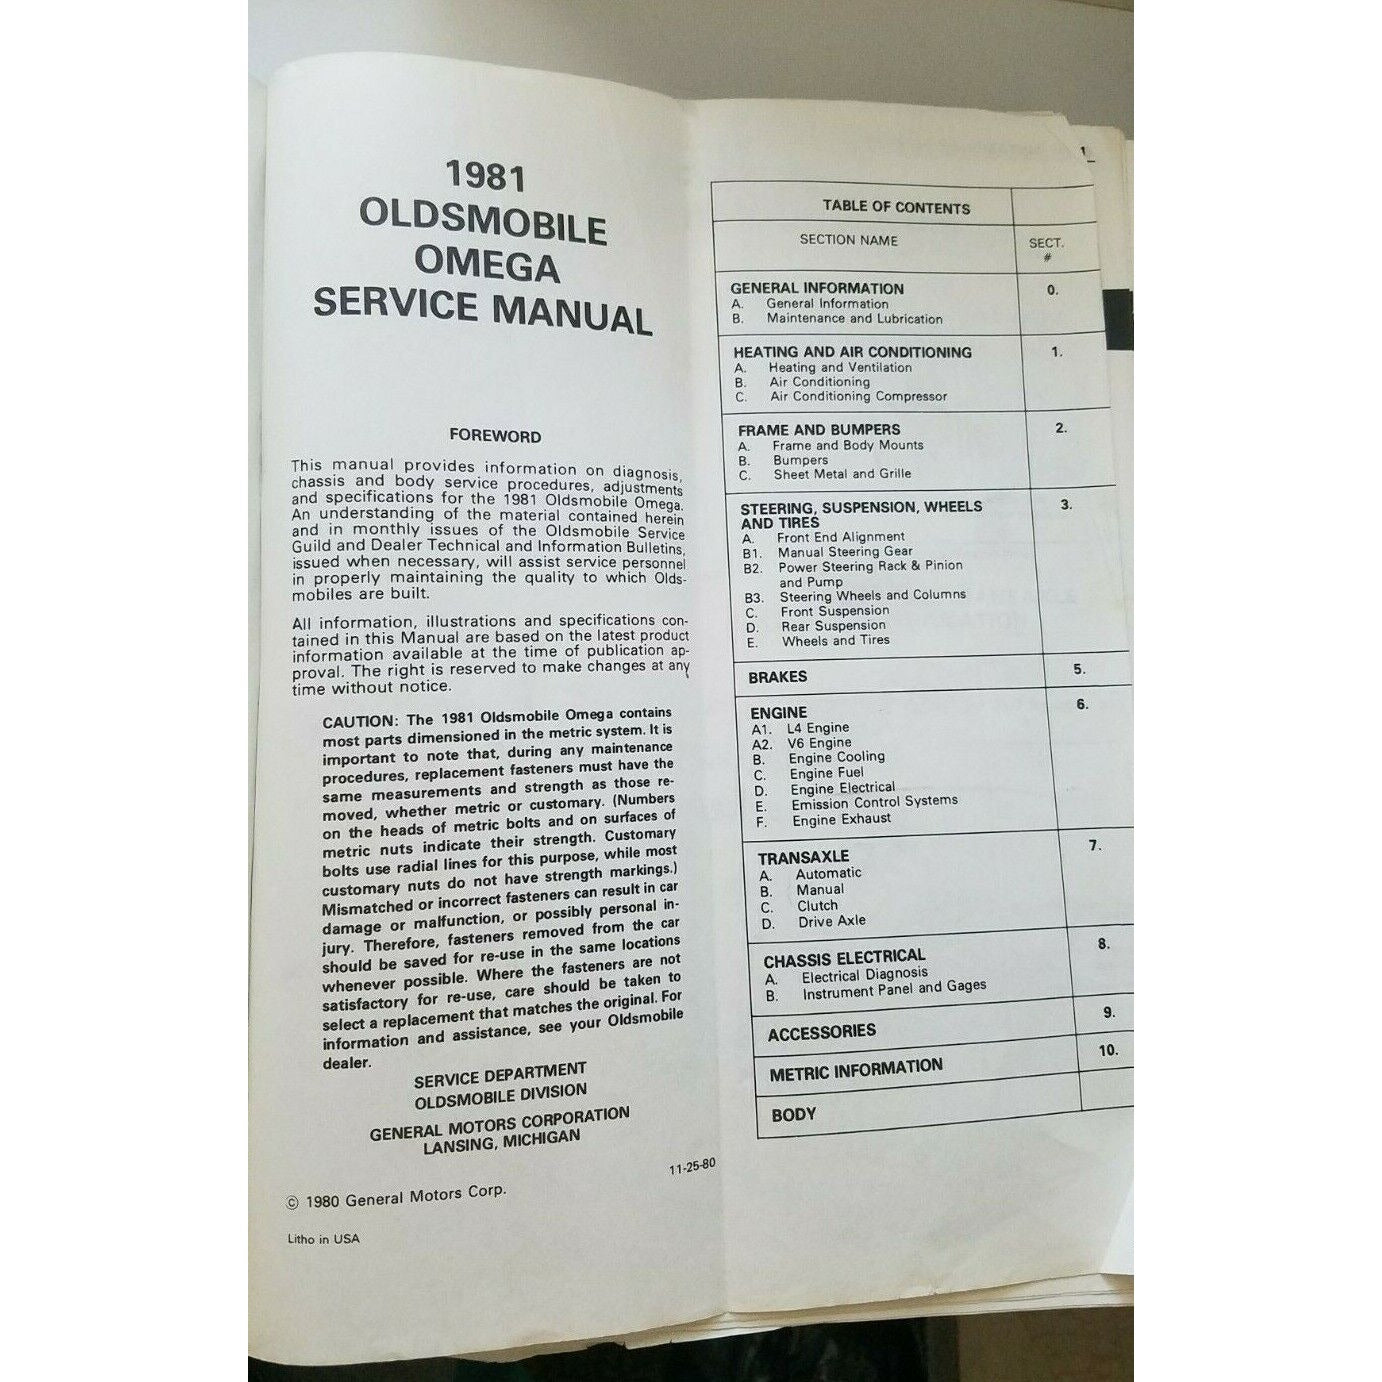 1981
OLDSMOBILE
OMEGA
SERVICE MANUAL
FOREWORD
This manual provides information on diagnosis,
chassis and body service procedures, adjustments
and specifications for the 1981 Oldsmobile Omega.
An understanding of the material contained herein
and in monthly issues of the Oldsmobile Service
Guild and Dealer Technical and Information Bulletins,
issued when necessary, will assist service personnel
in properly maintaining the quality to which Olds-
mobiles are built.
All information, illustrations and specifications con-
tained in this Manual are based on the latest product
information available at the time of publication ap-
proval. The right is reserved to make changes at any
time without notice.
CAUTION: The 1981 Oldsmobile Omega contains
most parts dimensioned in the metric system. It is
important to note that, during any maintenance
procedures, replacement fasteners must have the
same measurements and strength as those re-
moved, whether metric or customary. (Numbers
on the heads of metric bolts and on surfaces of
metric nuts indicate their strength. Customary
bolts use radial lines for this purpose, while most
customary nuts do not have strength markings.)
Mismatched or incorrect fasteners can result in car
damage or malfunction, or possibly personal in-
jury. Therefore, fasteners removed from the car
should be saved for re-use in the same locations
whenever possible. Where the fasteners are not
satisfactory for re-use, care should be taken to
select a replacement that matches the original. For
information and assistance, see your Oldsmobile
dealer.
SERVICE DEPARTMENT
OLDSMOBILE DIVISION
GENERAL MOTORS CORPORATION
LANSING, MICHIGAN
11-25-80
© 1980 General Motors Corp.
Litho in USA
1
TABLE OF CONTENTS
SECTION NAME SECT. #
GENERAL INFORMATION 0.
A. General Information
B. Maintenance and Lubrication
HEATING AND AIR CONDITIONING 1.
A. Heating and Ventilation
B. Air Conditioning
C. Air Conditioning Compressor
FRAME AND BUMPERS 2.
A. Frame and Body Mounts
B. Bumpers
C. Sheet Metal and Grille
STEERING, SUSPENSION, WHEELS 3.
AND TIRES
A. Front End Alignment
B1. Manual Steering Gear
B2. Power Steering Rack & Pinion
and Pump
B3. Steering Wheels and Columns
C. Front Suspension
D. Rear Suspension
E. Wheels and Tires
BRAKES 5.
ENGINE 6.
A1. L4 Engine
A2. V6 Engine
B. Engine Cooling
C. Engine Fuel
D. Engine Electrical
E. Emission Control Systems
F. Engine Exhaust
TRANSAXLE 7.
A. Automatic
B. Manual
C. Clutch
D. Drive Axle
CHASSIS ELECTRICAL 8.
A. Electrical Diagnosis
B. Instrument Panel and Gages
ACCESSORIES 9.
METRIC INFORMATION 10.
BODY